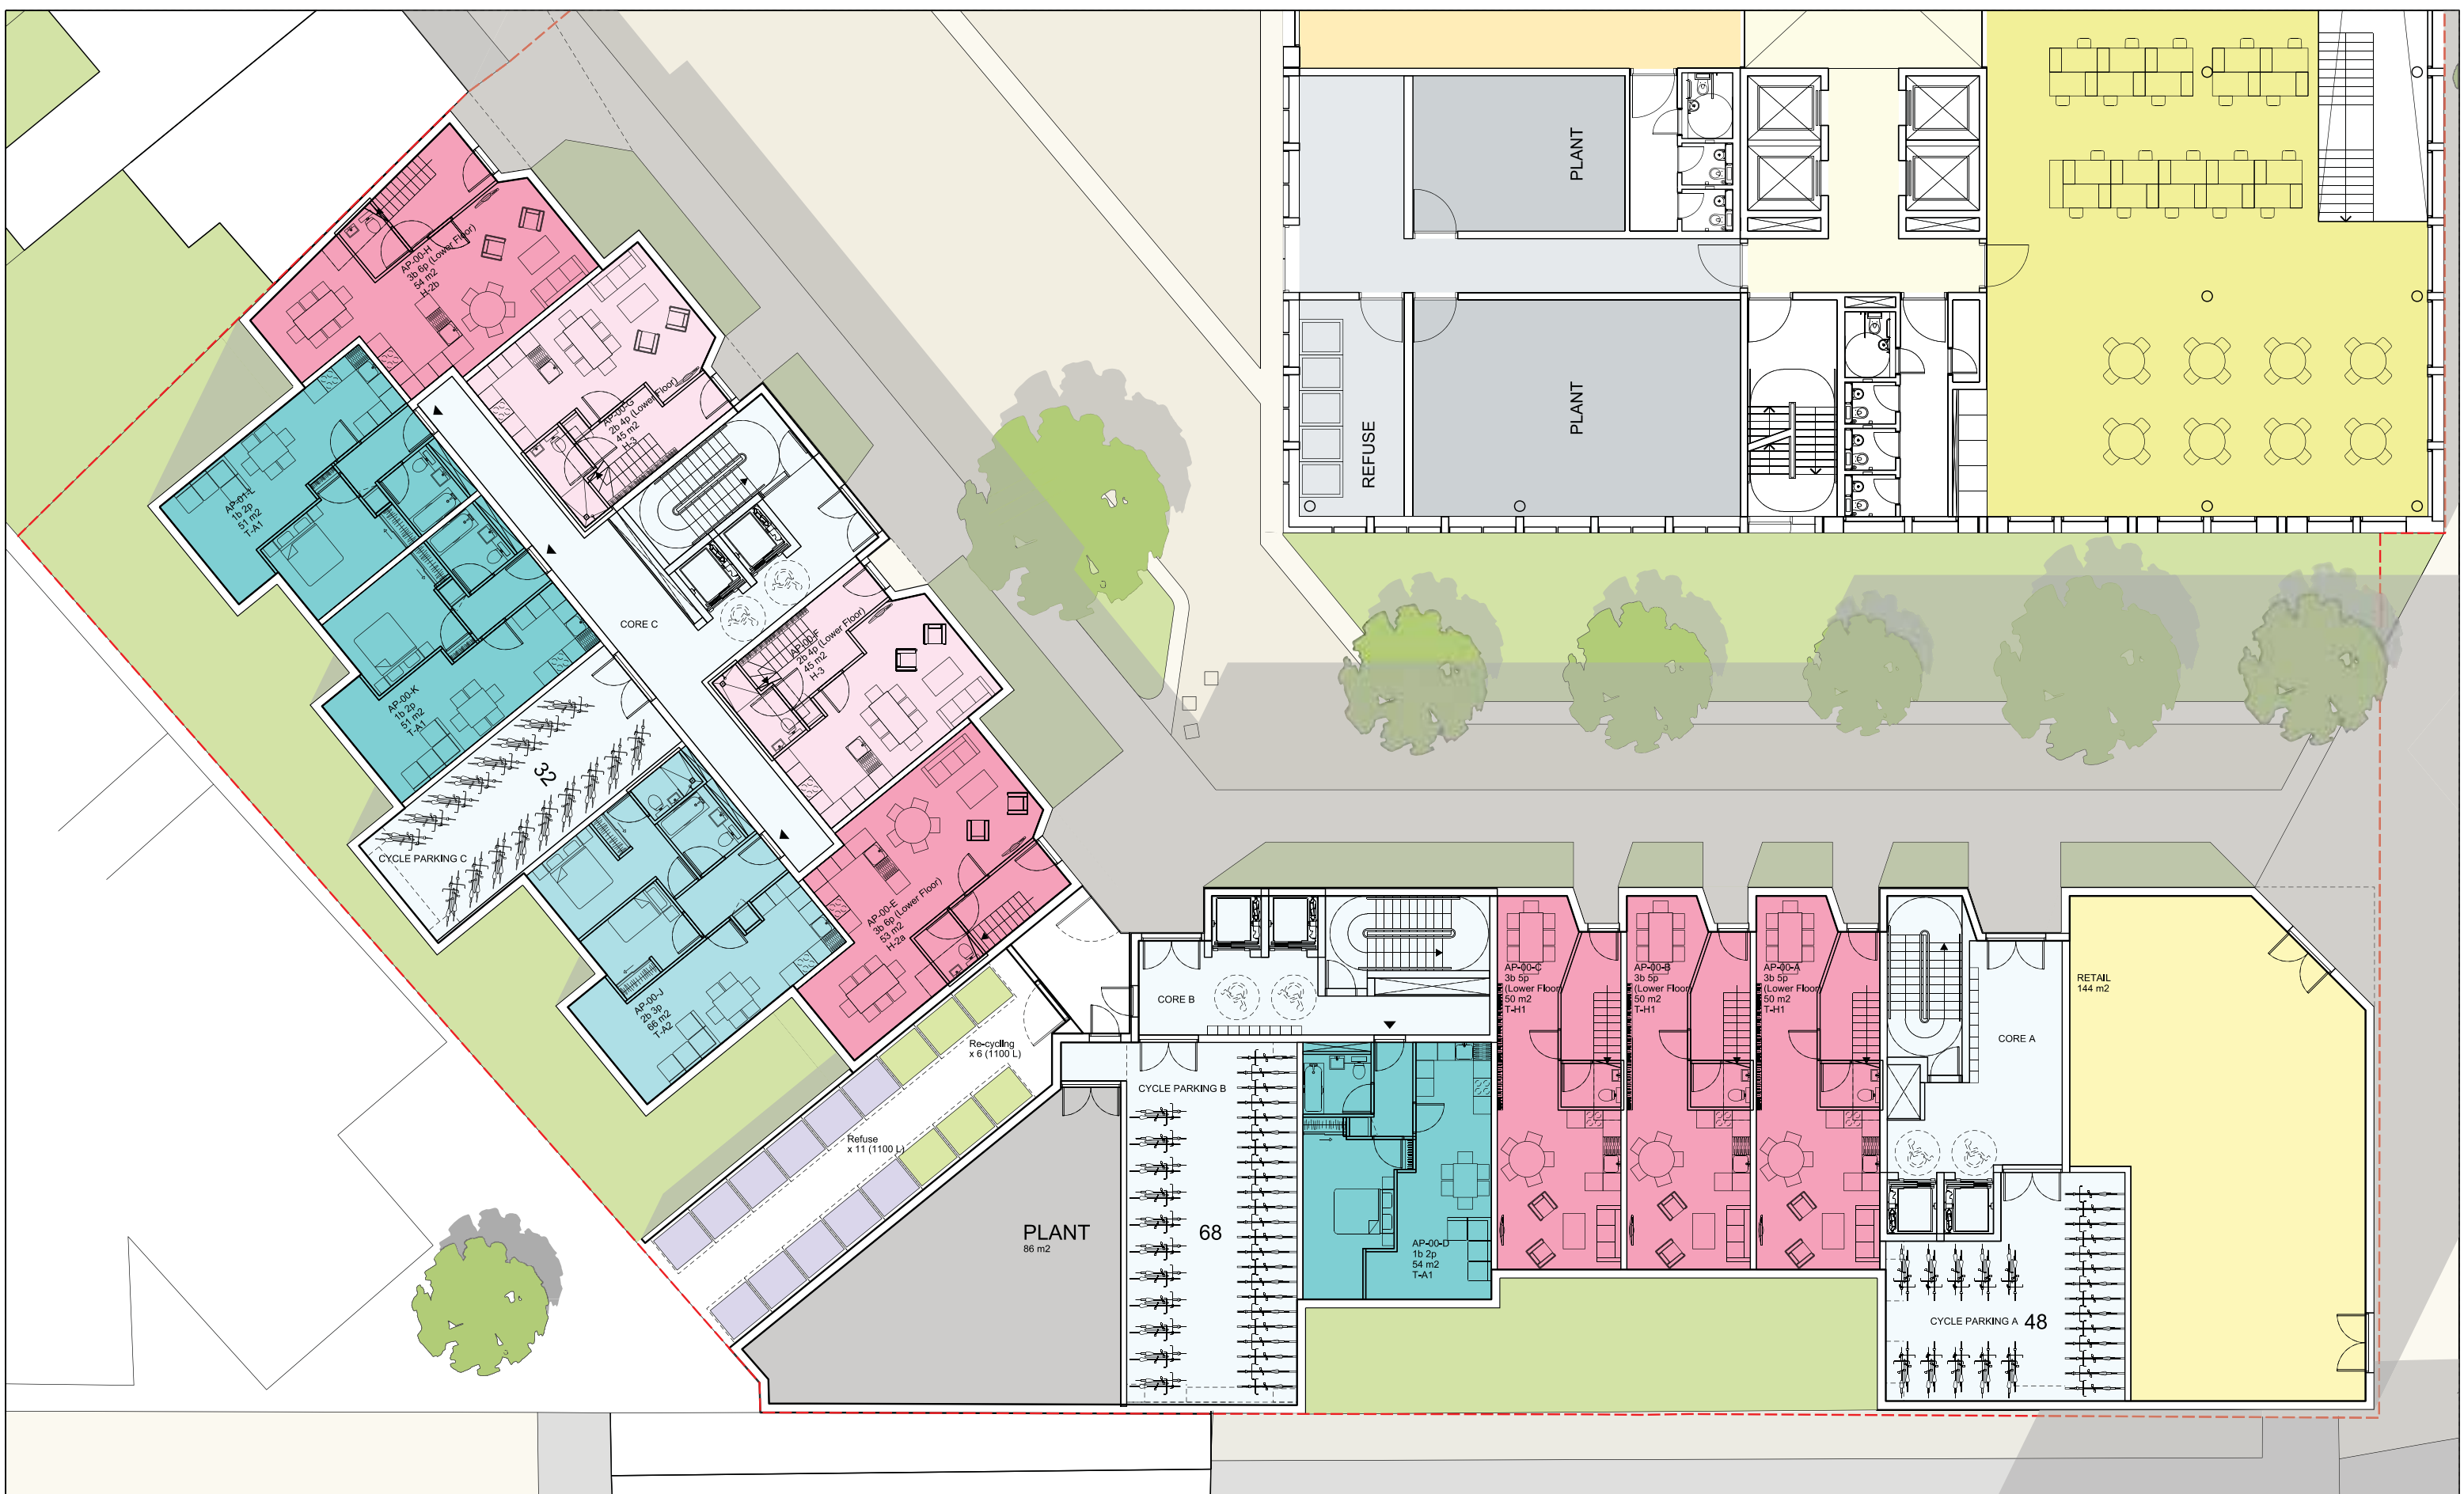 PLANT
PLANT
REFUSE
AP-00-H
3b 6p (Lower Floor)
54 m2
H-2b
AP-00-G
2b 4p (Lower Floor)
45 m2
H-3
AP-01-L
1b 2p
51 m2
T-A1
CORE C
AP-00-F
2b 4p (Lower Floor)
45 m2
H-3
AP-00-K
1b 2p
51 m2
T-A1
32
CYCLE PARKING C
AP-00-E
3b 6p (Lower Floor)
53 m2
H-2a
AP-00-J
2b 3p
66 m2
T-A2
Re-cycling
x 6 (1100 L)
Refuse
x 11 (1100 L)
PLANT
86 m2
CORE B
CYCLE PARKING B
68
AP-00-D
1b 2p
54 m2
T-A1
AP-00-C
3b 5p
(Lower Floor
50 m2
T-H1
AP-00-B
3b 5p
(Lower Floor
50 m2
T-H1
AP-00-A
3b 5p
(Lower Floor
50 m2
T-H1
CORE A
RETAIL
144 m2
CYCLE PARKING A 48